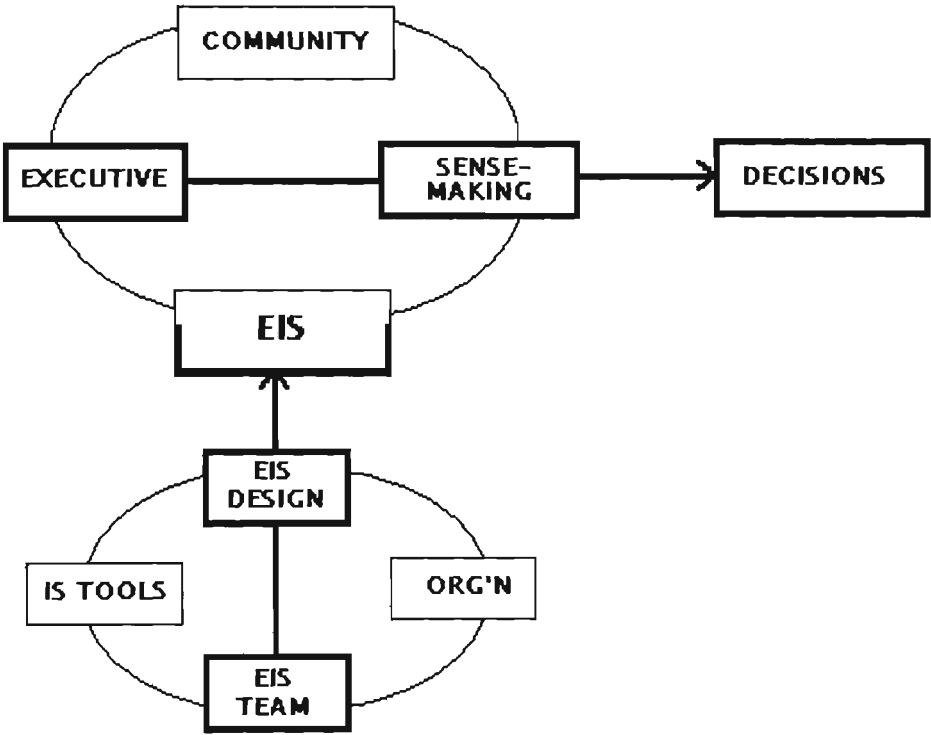 COMMUNITY
EXECUTIVE
SENSE-
MAKING
DECISIONS
EIS
EIS
DESIGN
IS TOOLS
ORG'N
EIS
TEAM